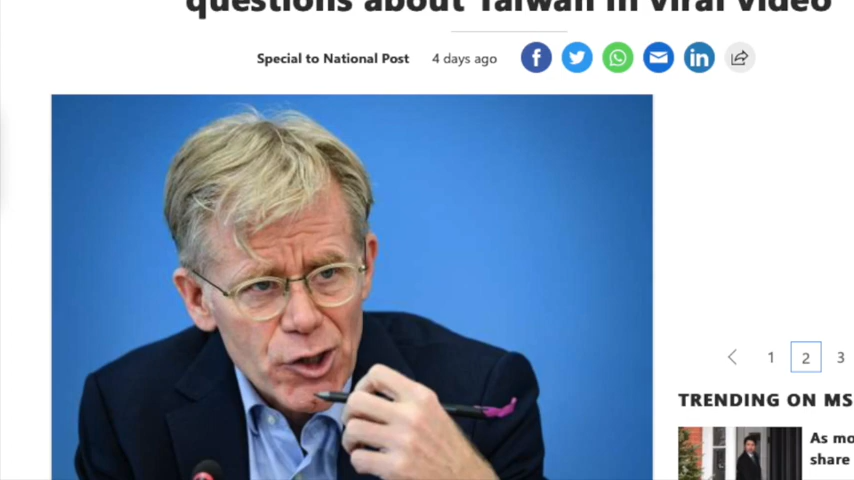 questions about Taiwan in viral video
Special to National Post 4 days ago
1 2 3
TRENDING ON MS
As mo
share